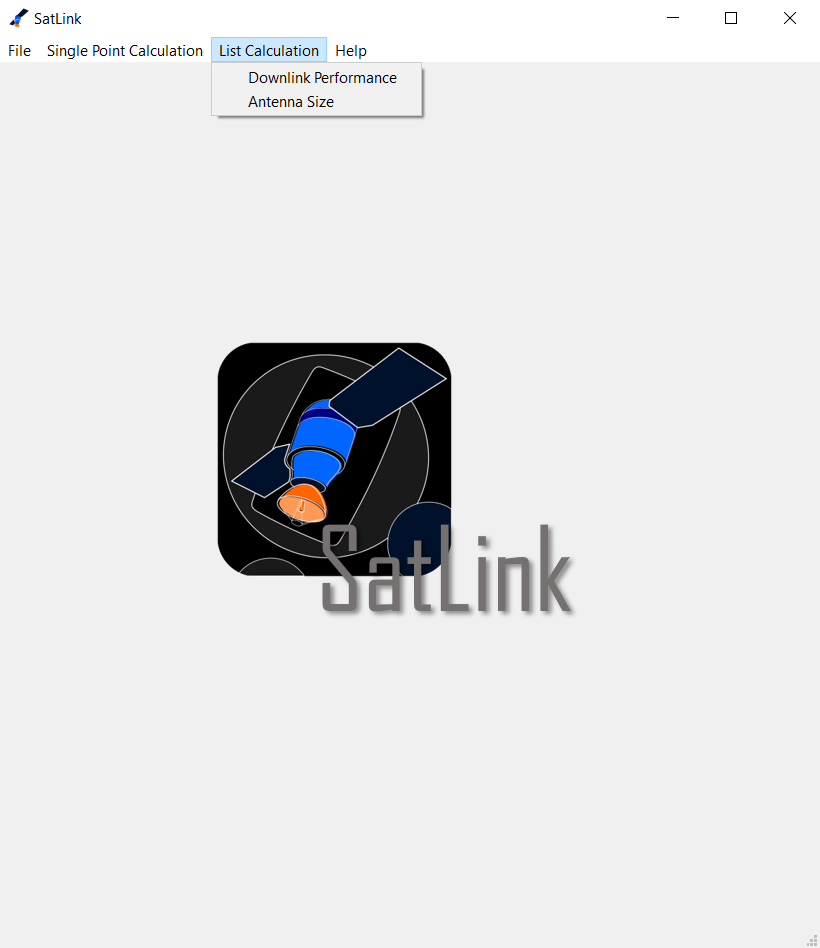 SatLink
File Single Point Calculation List Calculation Help
Downlink Performance
Antenna Size
SatLink